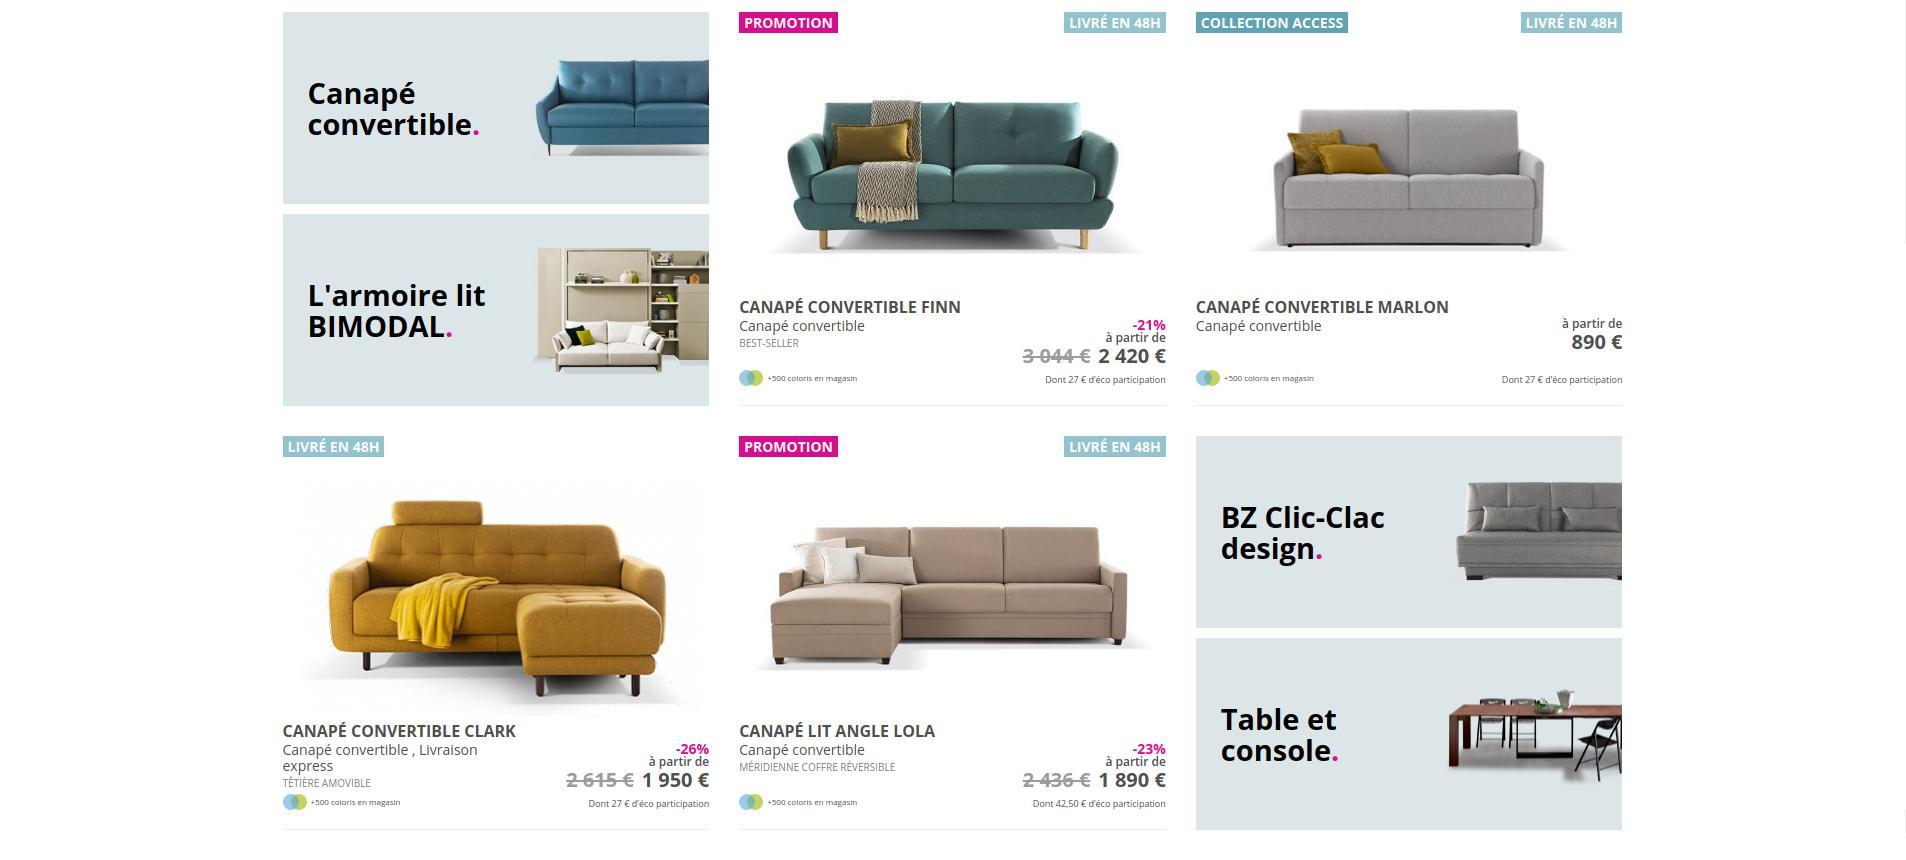 Canapé
convertible.
L'armoire lit
BIMODAL.
PROMOTION
LIVRÉ EN 48H
CANAPÉ CONVERTIBLE FINN
Canapé convertible
BEST-SELLER
-21%
à partir de
3 044 € 2 420 €
+500 coloris en magasin
Dont 27 € d'éco participation
COLLECTION ACCESS
LIVRÉ EN 48H
CANAPÉ CONVERTIBLE MARLON
Canapé convertible
à partir de
890 €
+500 coloris en magasin
Dont 27 € d'éco participation
LIVRÉ EN 48H
CANAPÉ CONVERTIBLE CLARK
Canapé convertible , Livraison
express
TÊTIÈRE AMOVIBLE
-26%
à partir de
2 615 € 1 950 €
+500 coloris en magasin
Dont 27 € d'éco participation
PROMOTION
LIVRÉ EN 48H
CANAPÉ LIT ANGLE LOLA
Canapé convertible
MÉRIDIENNE COFFRE RÉVERSIBLE
-23%
à partir de
2 436 € 1 890 €
+500 coloris en magasin
Dont 42,50 € d'éco participation
BZ Clic-Clac
design.
Table et
console.